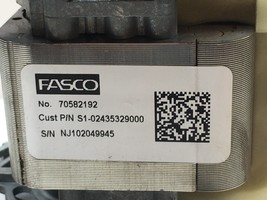 FASCO
No. 70582192
Cust P/N S1-02435329000
S/N NJ102049945